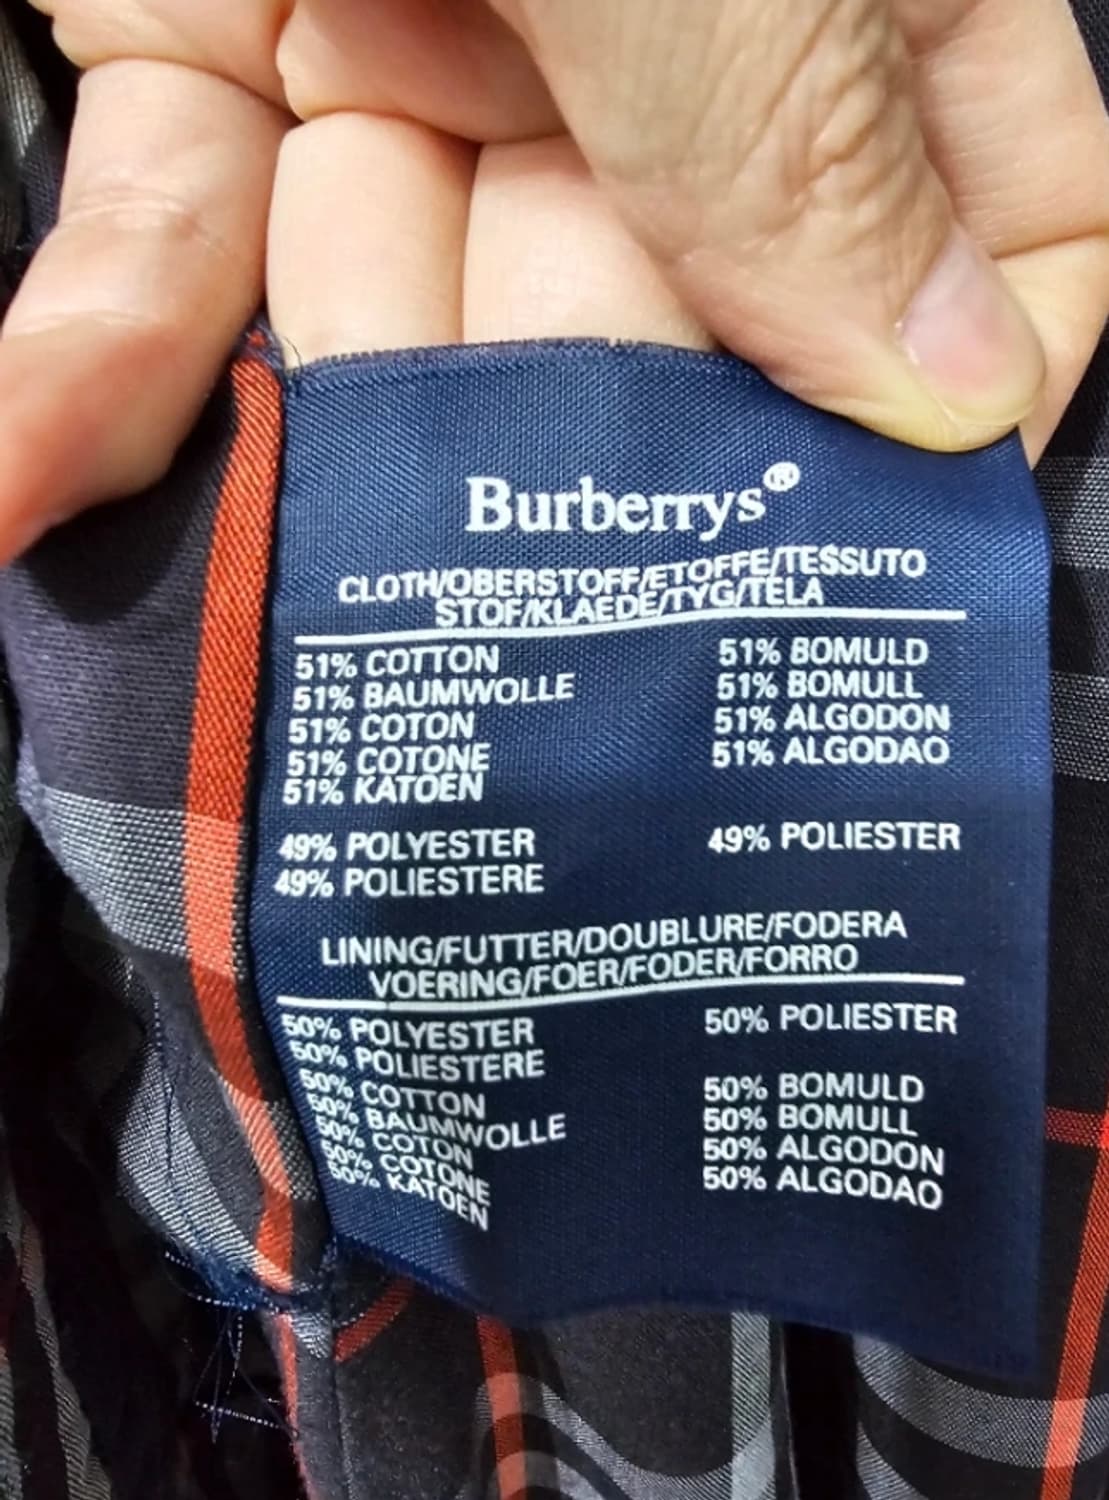 Burberrys®
CLOTH/OBERSTOFF/ETOFFE/TESSUTO
STOF/KLAEDE/TYG/TELA
51% COTTON
51% BAUMWOLLE
51% COTON
51% COTONE
51% KATOEN
51% BOMULD
51% BOMULL
51% ALGODON
51% ALGODAO
49% POLYESTER
49% POLIESTERE
49% POLIESTER
LINING/FUTTER/DOUBLURE/FODERA
VOERING/FOER/FODER/FORRO
50% POLYESTER
50% POLIESTERE
50% COTTON
50% BAUMWOLLE
50% COTON
50% COTONE
50% KATOEN
50% POLIESTER
50% BOMULD
50% BOMULL
50% ALGODON
50% ALGODAO